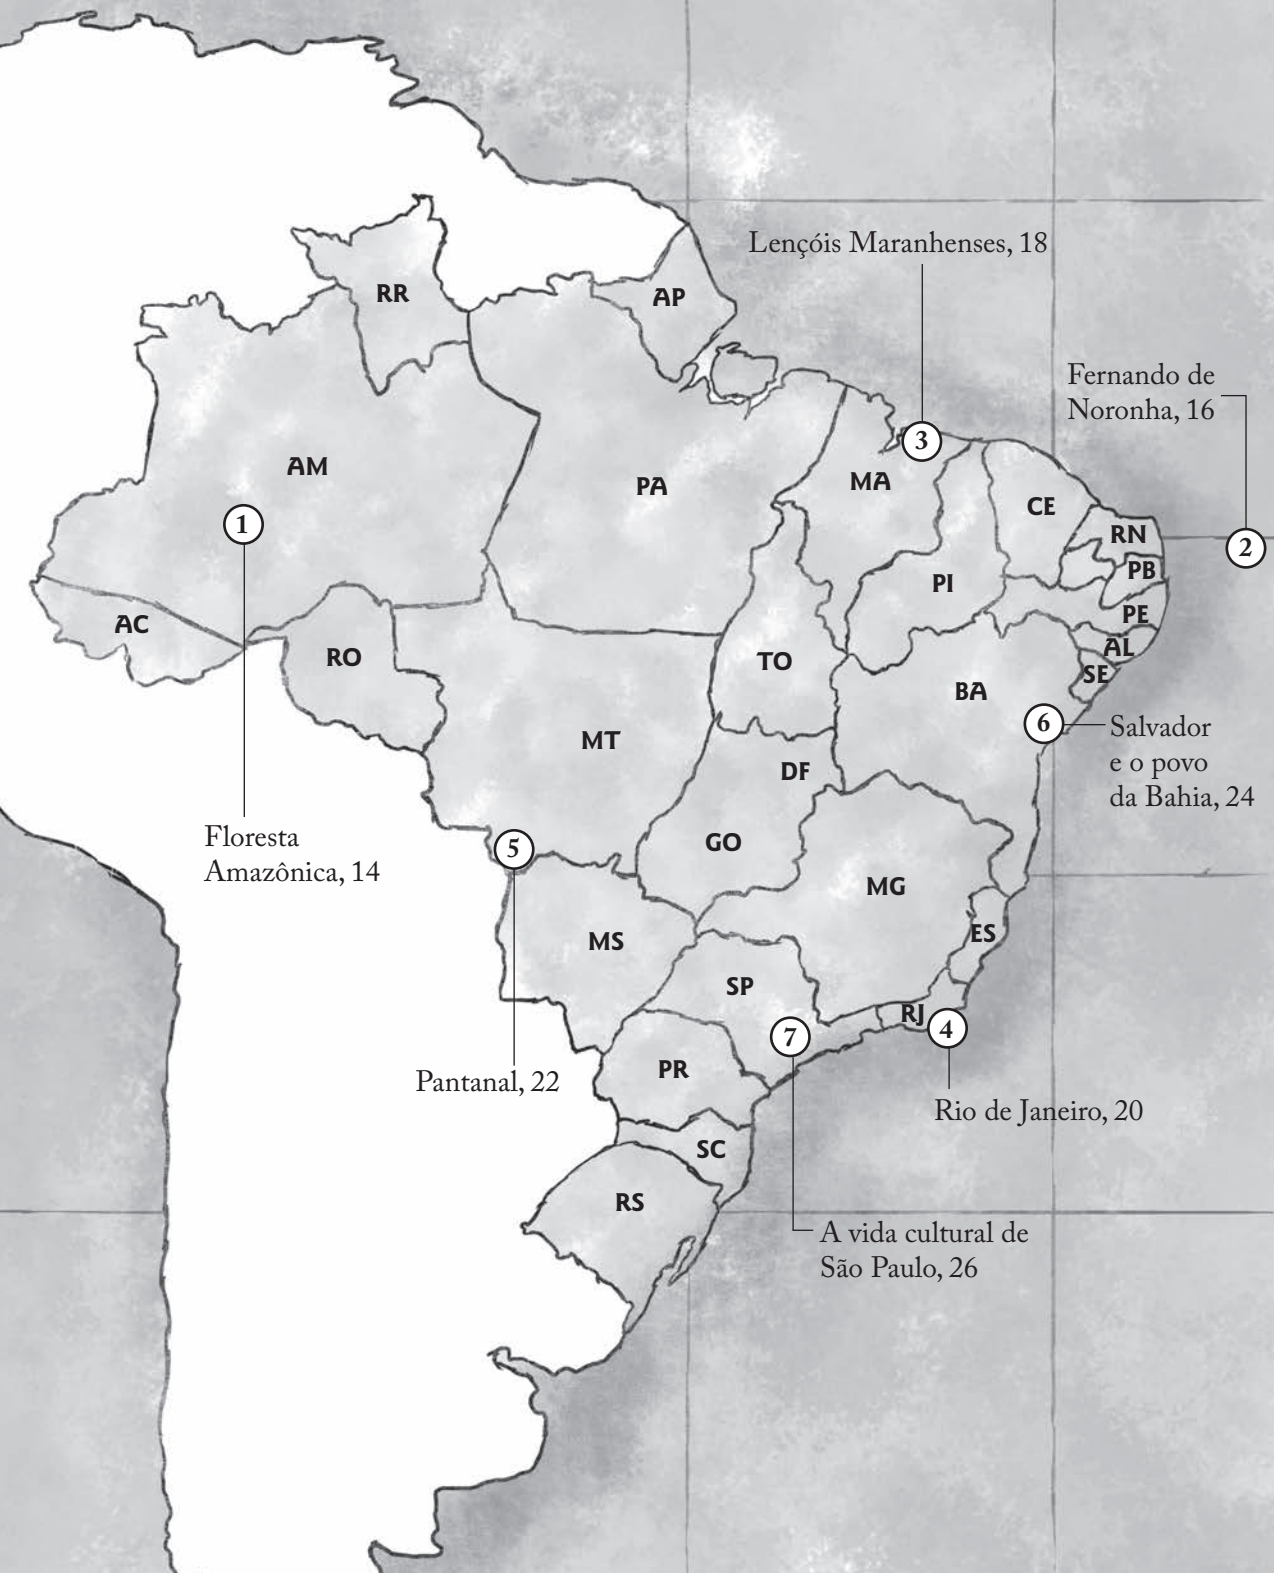 Lençóis Maranhenses, 18
RR
AP
Fernando de
Noronha, 16
3
AM
MA
PA
CE
1
RN
2
PB
PI
PE
AC
AL
RO
TO
SE
BA
6
Salvador
e o povo
da Bahia, 24
MT
DF
Floresta
Amazônica, 14
5
GO
MG
ES
MS
SP
RJ
4
7
PR
Pantanal, 22
Rio de Janeiro, 20
SC
RS
A vida cultural de
São Paulo, 26